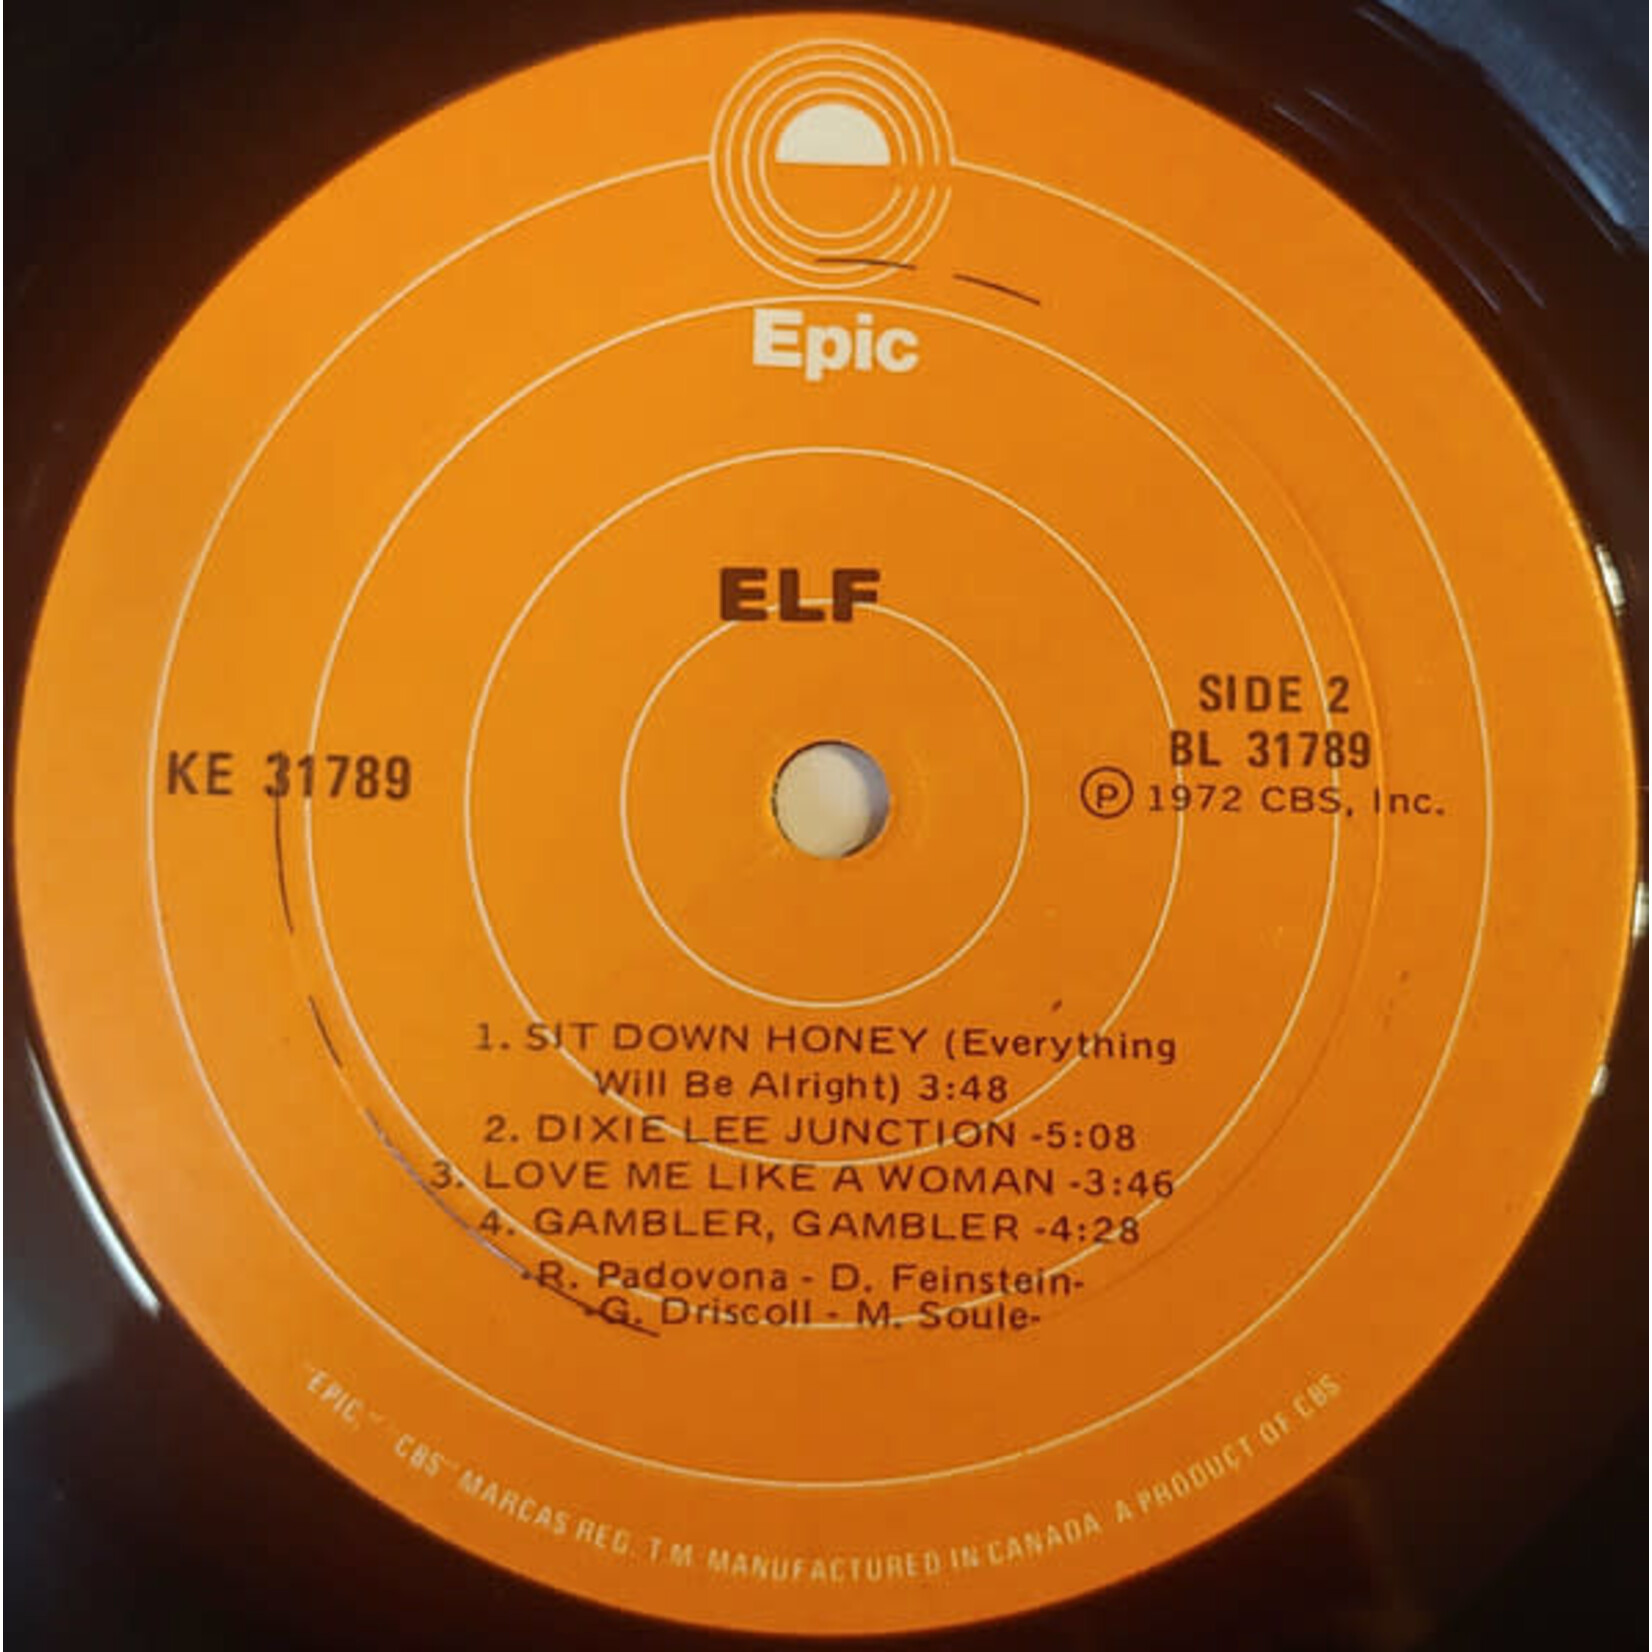 Epic
ELF
KE 31789
SIDE 2
BL 31789
Ⓟ 1972 CBS, Inc.
1. SIT DOWN HONEY (Everything
Will Be Alright) 3:48
2. DIXIE LEE JUNCTION -5:08
3. LOVE ME LIKE A WOMAN -3:46
4. GAMBLER, GAMBLER -4:28
-R. Padovona - D. Feinstein-
-G. Driscoll - M. Soule-
"EPIC," "CBS" MARCAS REG. T M MANUFACTURED IN CANADA A PRODUCT OF CBS